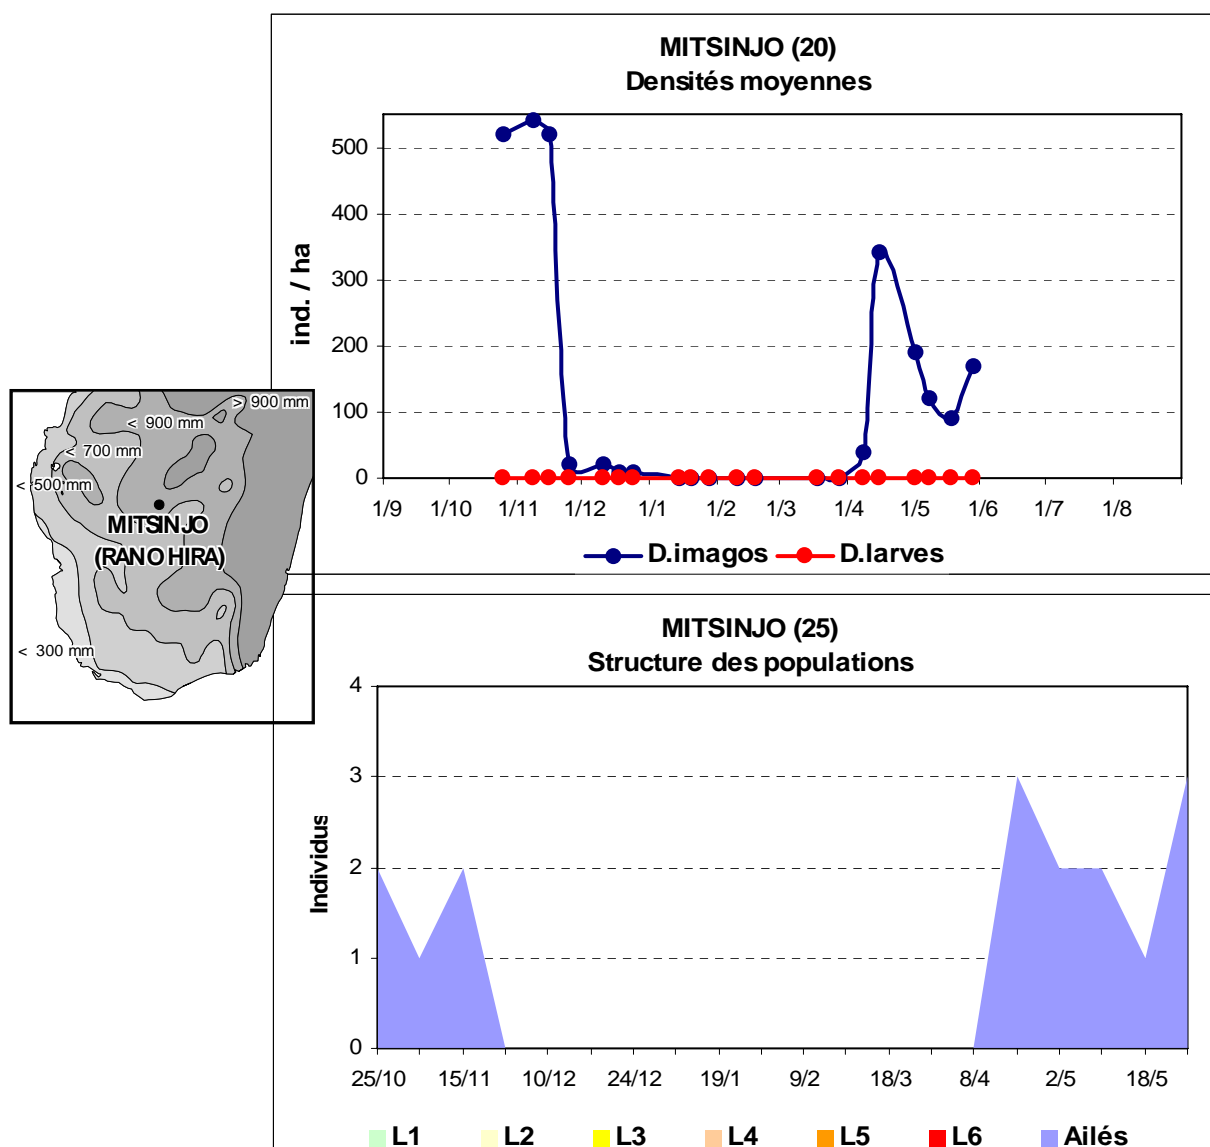 MITSINJO (20)
Densités moyennes
ind. / ha
500
400
300
200
100
0
1/9 1/10 1/11 1/12 1/1 1/2 1/3 1/4 1/5 1/6 1/7 1/8
D.imagos D.larves
> 900 mm
< 900 mm
< 700 mm
< 500 mm
MITSINJO
(RANOHIRA)
< 300 mm
MITSINJO (25)
Structure des populations
Individus
4
3
2
1
0
25/10 15/11 10/12 24/12 19/1 9/2 18/3 8/4 2/5 18/5
L1 L2 L3 L4 L5 L6 Ailés